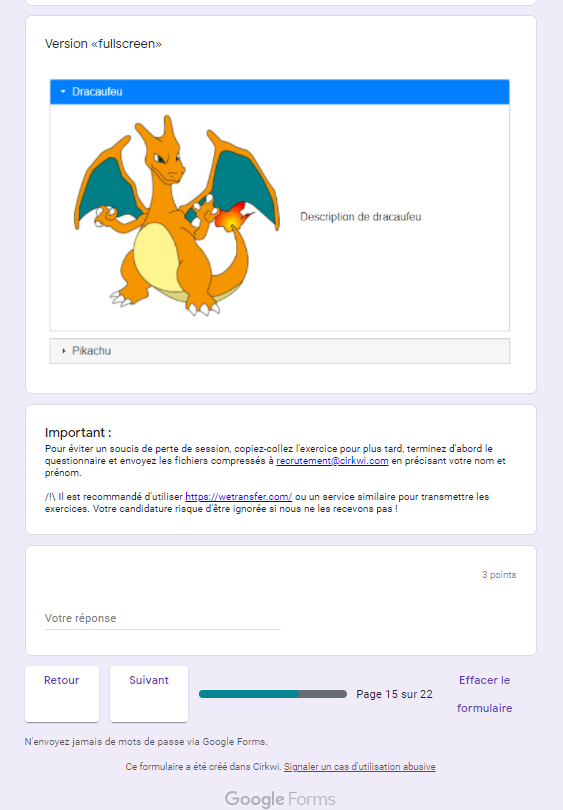 Version «fullscreen»
Dracaufeu
Description de dracaufeu
Pikachu
Important :
Pour éviter un soucis de perte de session, copiez-collez l'exercice pour plus tard, terminez d'abord le
questionnaire et envoyez les fichiers compressés à recrutement@cirkwi.com en précisant votre nom et
prénom.
/!\ Il est recommandé d'utiliser https://wetransfer.com/ ou un service similaire pour transmettre les
exercices. Votre candidature risque d'être ignorée si nous ne les recevons pas !
3 points
Votre réponse
Retour
Suivant
Page 15 sur 22
Effacer le
formulaire
N'envoyez jamais de mots de passe via Google Forms.
Ce formulaire a été créé dans Cirkwi. Signaler un cas d'utilisation abusive
Google Forms